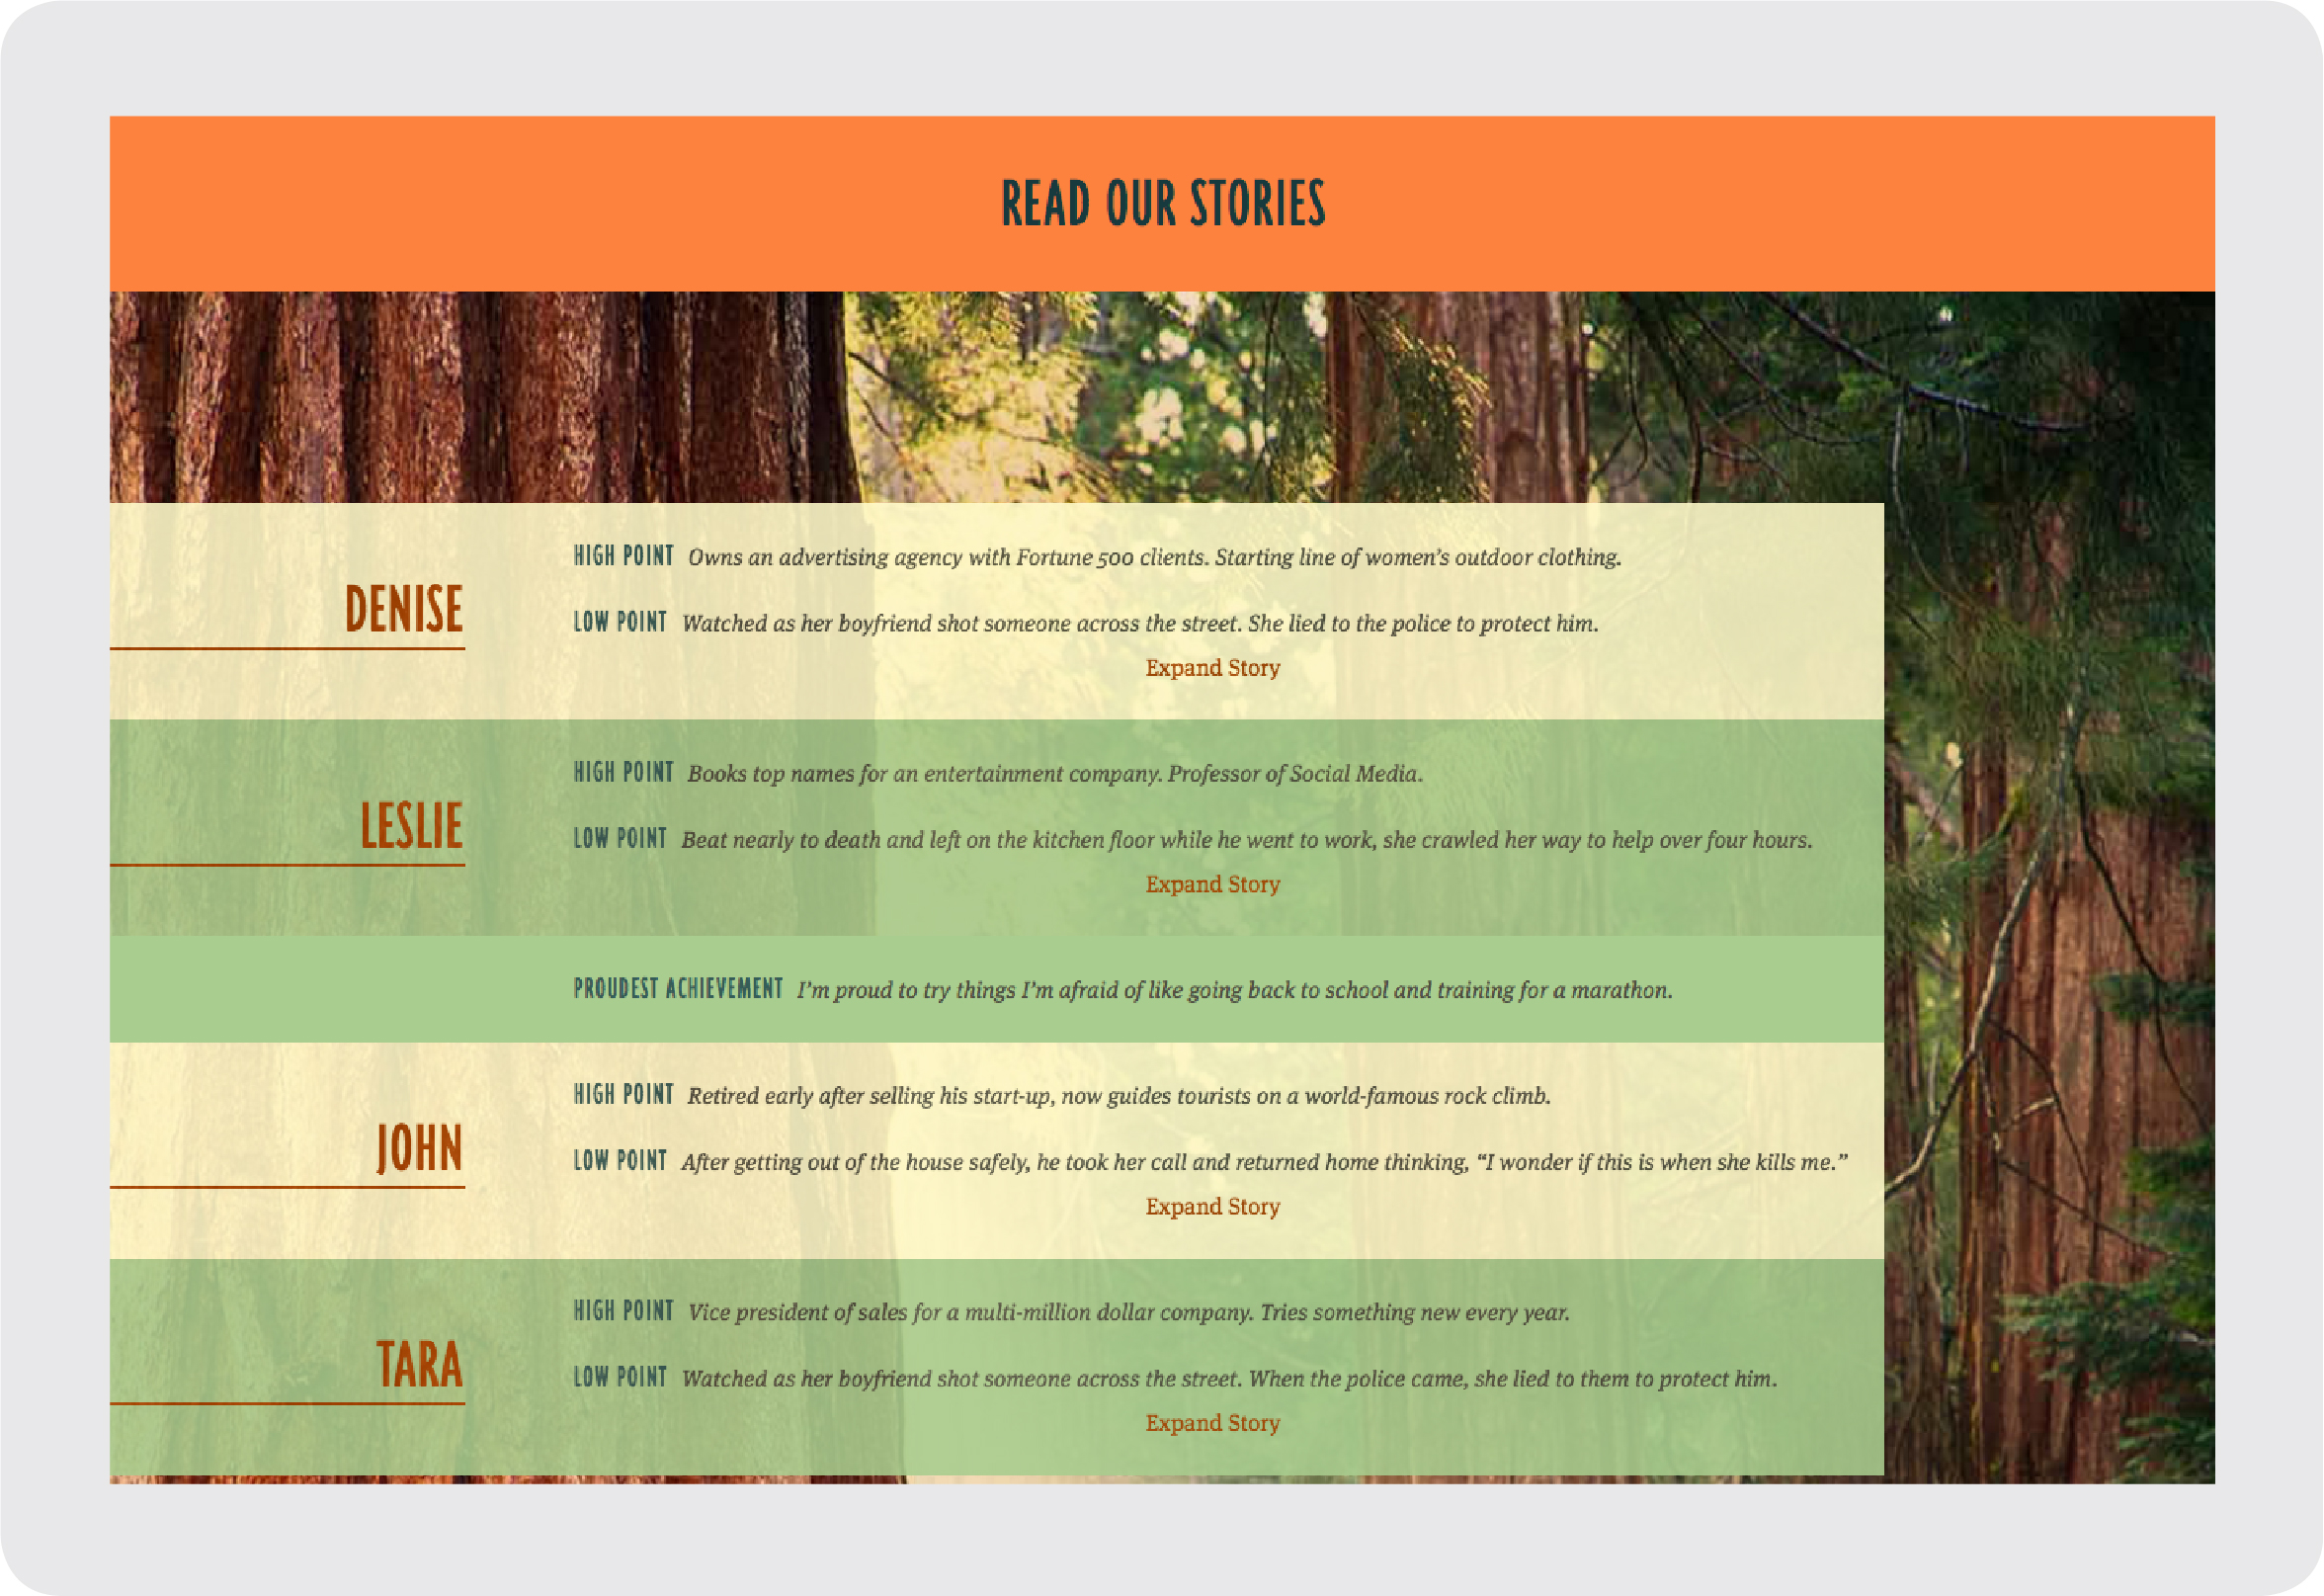 READ OUR STORIES
DENISE
HIGH POINT Owns an advertising agency with Fortune 500 clients. Starting line of women’s outdoor clothing.
LOW POINT Watched as her boyfriend shot someone across the street. She lied to the police to protect him.
Expand Story
LESLIE
HIGH POINT Books top names for an entertainment company. Professor of Social Media.
LOW POINT Beat nearly to death and left on the kitchen floor while he went to work, she crawled her way to help over four hours.
Expand Story
PROUDEST ACHIEVEMENT I’m proud to try things I’m afraid of like going back to school and training for a marathon.
JOHN
HIGH POINT Retired early after selling his start-up, now guides tourists on a world-famous rock climb.
LOW POINT After getting out of the house safely, he took her call and returned home thinking, “I wonder if this is when she kills me.”
Expand Story
TARA
HIGH POINT Vice president of sales for a multi-million dollar company. Tries something new every year.
LOW POINT Watched as her boyfriend shot someone across the street. When the police came, she lied to them to protect him.
Expand Story